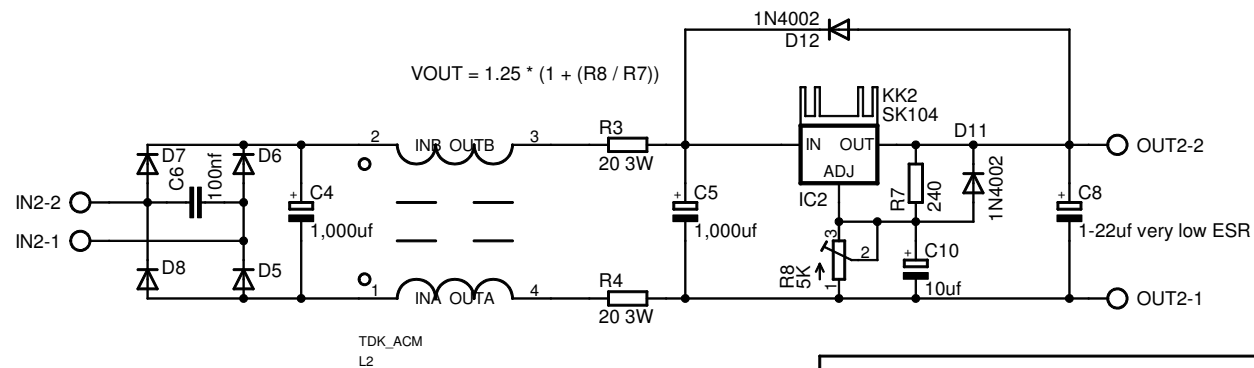 1N4002
D12
VOUT = 1.25 * (1 + (R8 / R7))
KK2
SK104
D7
D6
C6
100nf
2
INB OUTB
3
R3
20 3W
IN OUT
ADJ
IC2
D11
1N4002
OUT2-2
IN2-2
IN2-1
C4
+
1,000uf
C5
+
1,000uf
R7
240
C8
+
1-22uf very low ESR
D8
D5
1
INA OUTA
4
R4
20 3W
R8
5K
3
2
1
C10
+
10uf
OUT2-1
TDK_ACM
L2